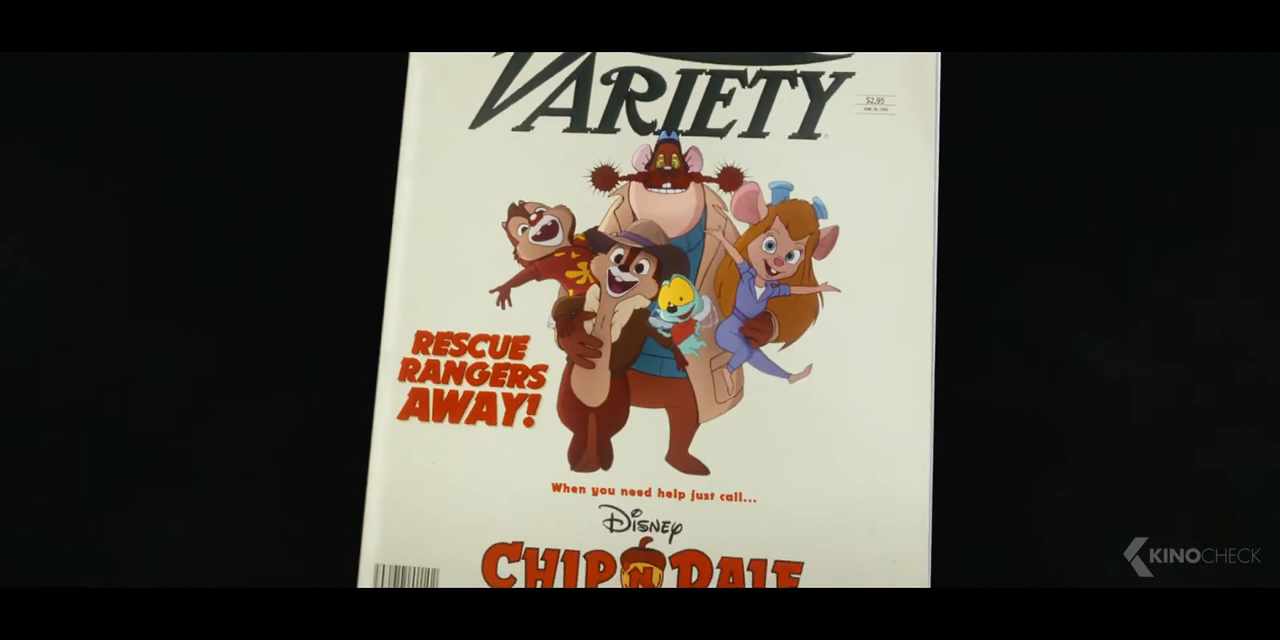 VARIETY
$2.95
RESCUE
RANGERS
AWAY!
When you need help just call...
Disney
CHIP N DALE
KINOCHECK